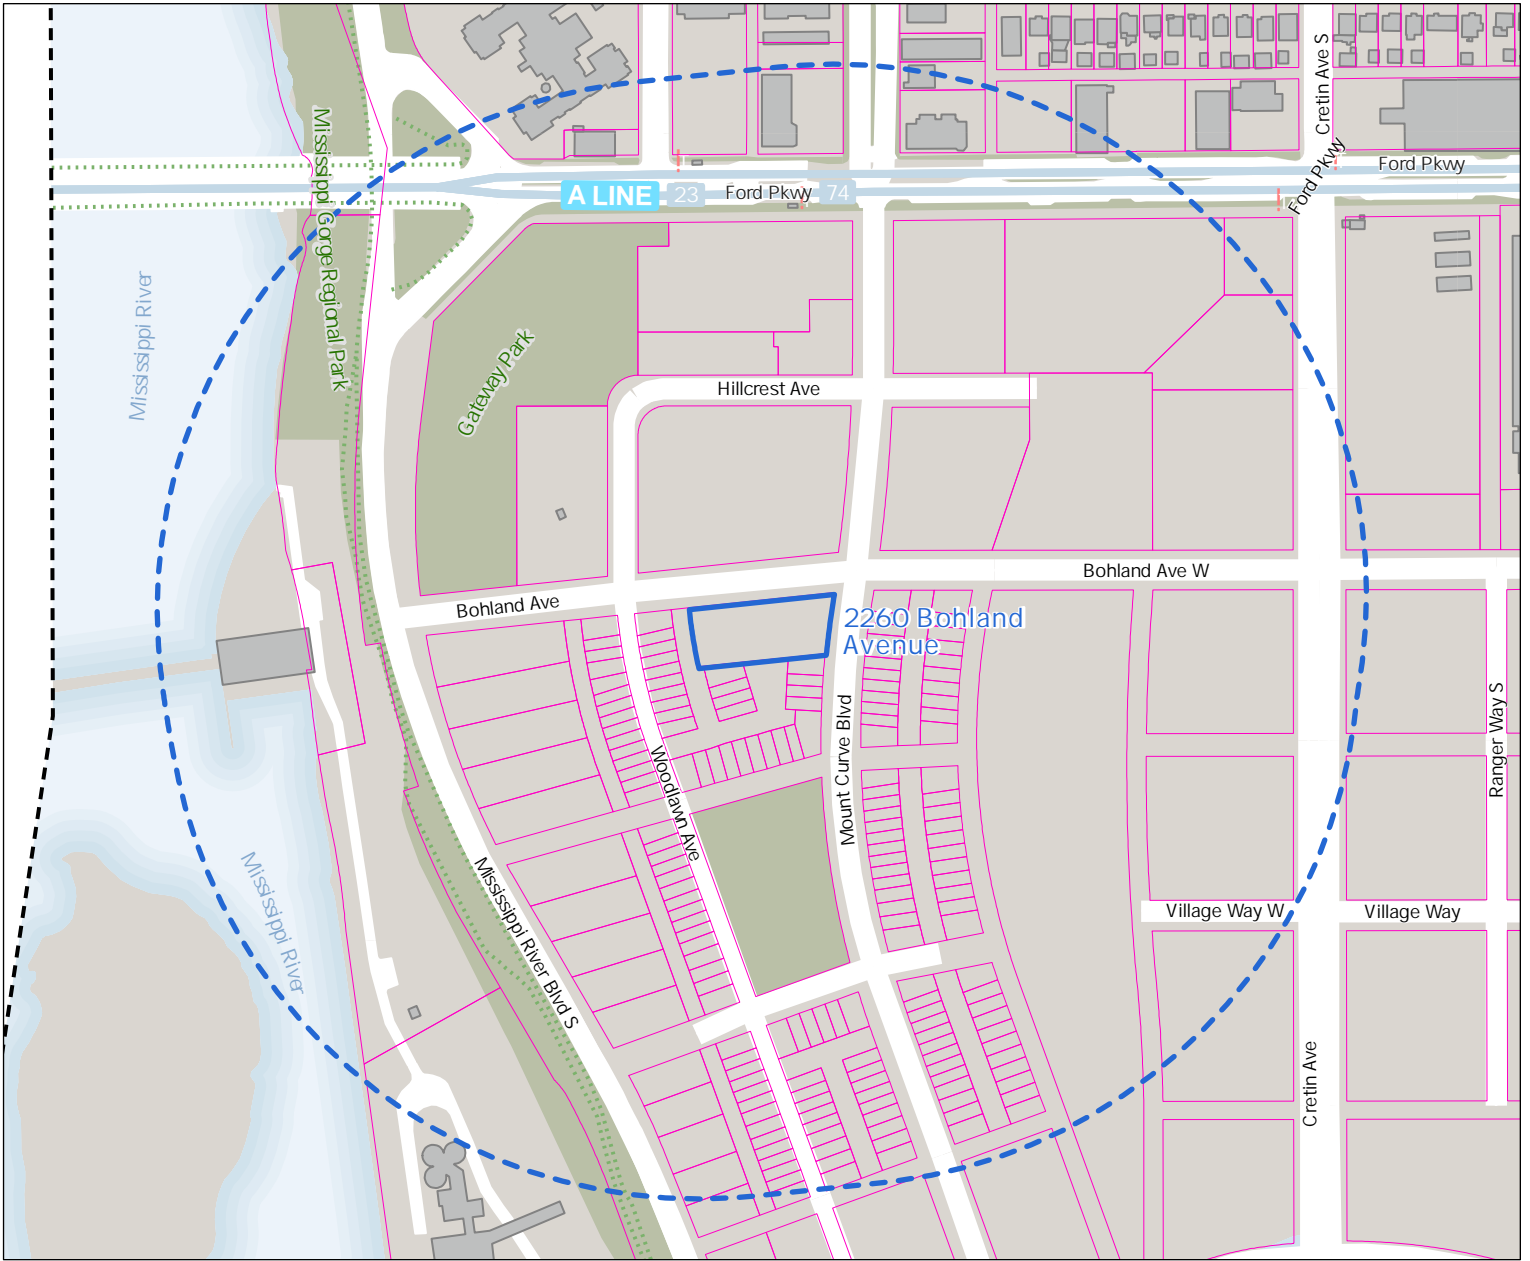 Cretin Ave S
Mississippi Gorge Regional Park
Ford Pkwy
Ford Pkwy
A LINE
23
Ford Pkwy
74
Mississippi River
Gateway Park
Hillcrest Ave
Bohland Ave W
Bohland Ave
2260 Bohland
Avenue
Ranger Way S
Mount Curve Blvd
Woodlawn Ave
Mississippi River
Mississippi River Blvd S
Village Way W
Village Way
Cretin Ave